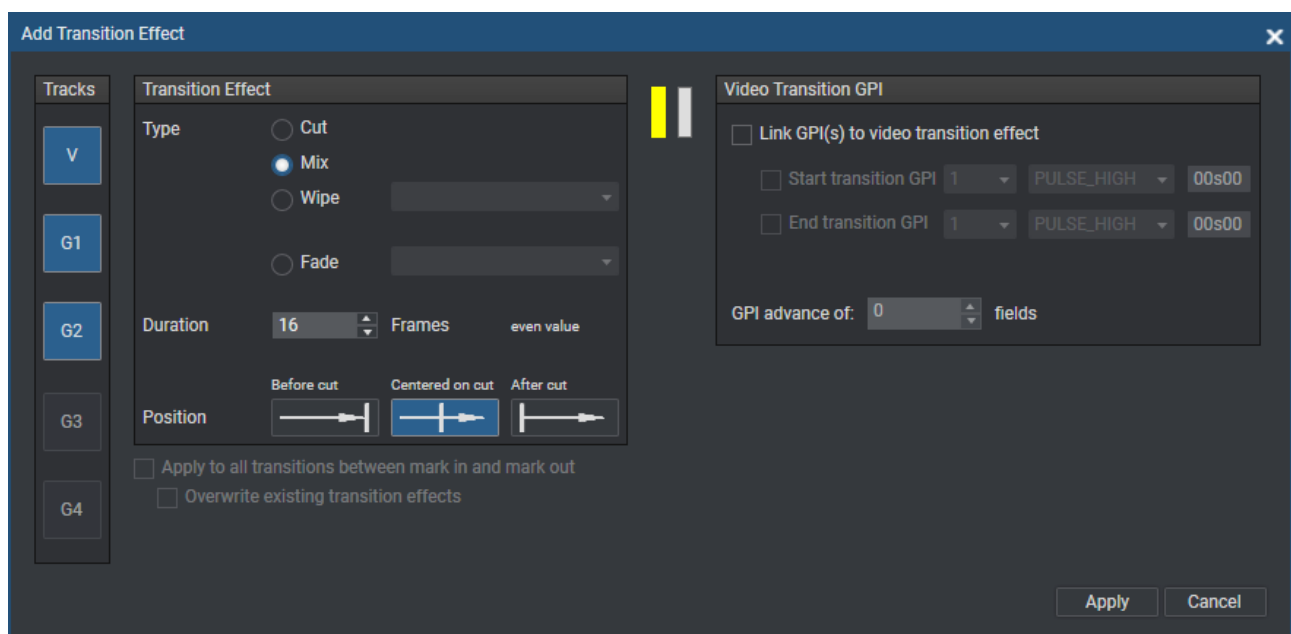 Add Transition Effect
Tracks
V
G1
G2
G3
G4
Transition Effect
Type
Cut
Mix
Wipe
Fade
Duration 16 Frames even value
Before cut Centered on cut After cut
Position
Apply to all transitions between mark in and mark out
Overwrite existing transition effects
Video Transition GPI
Link GPI(s) to video transition effect
Start transition GPI 1 PULSE_HIGH 00s00
End transition GPI 1 PULSE_HIGH 00s00
GPI advance of: 0 fields
Apply Cancel